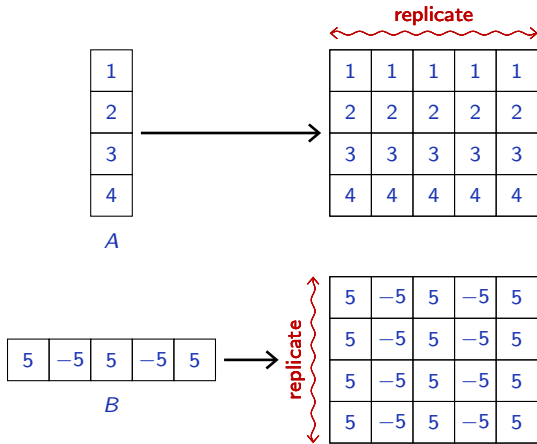 replicate
1
1 1 1 1 1
2
2 2 2 2 2
3
3 3 3 3 3
4
4 4 4 4 4
A
replicate
5 −5 5 −5 5
5 −5 5 −5 5
5 −5 5 −5 5
5 −5 5 −5 5
5 −5 5 −5 5
B